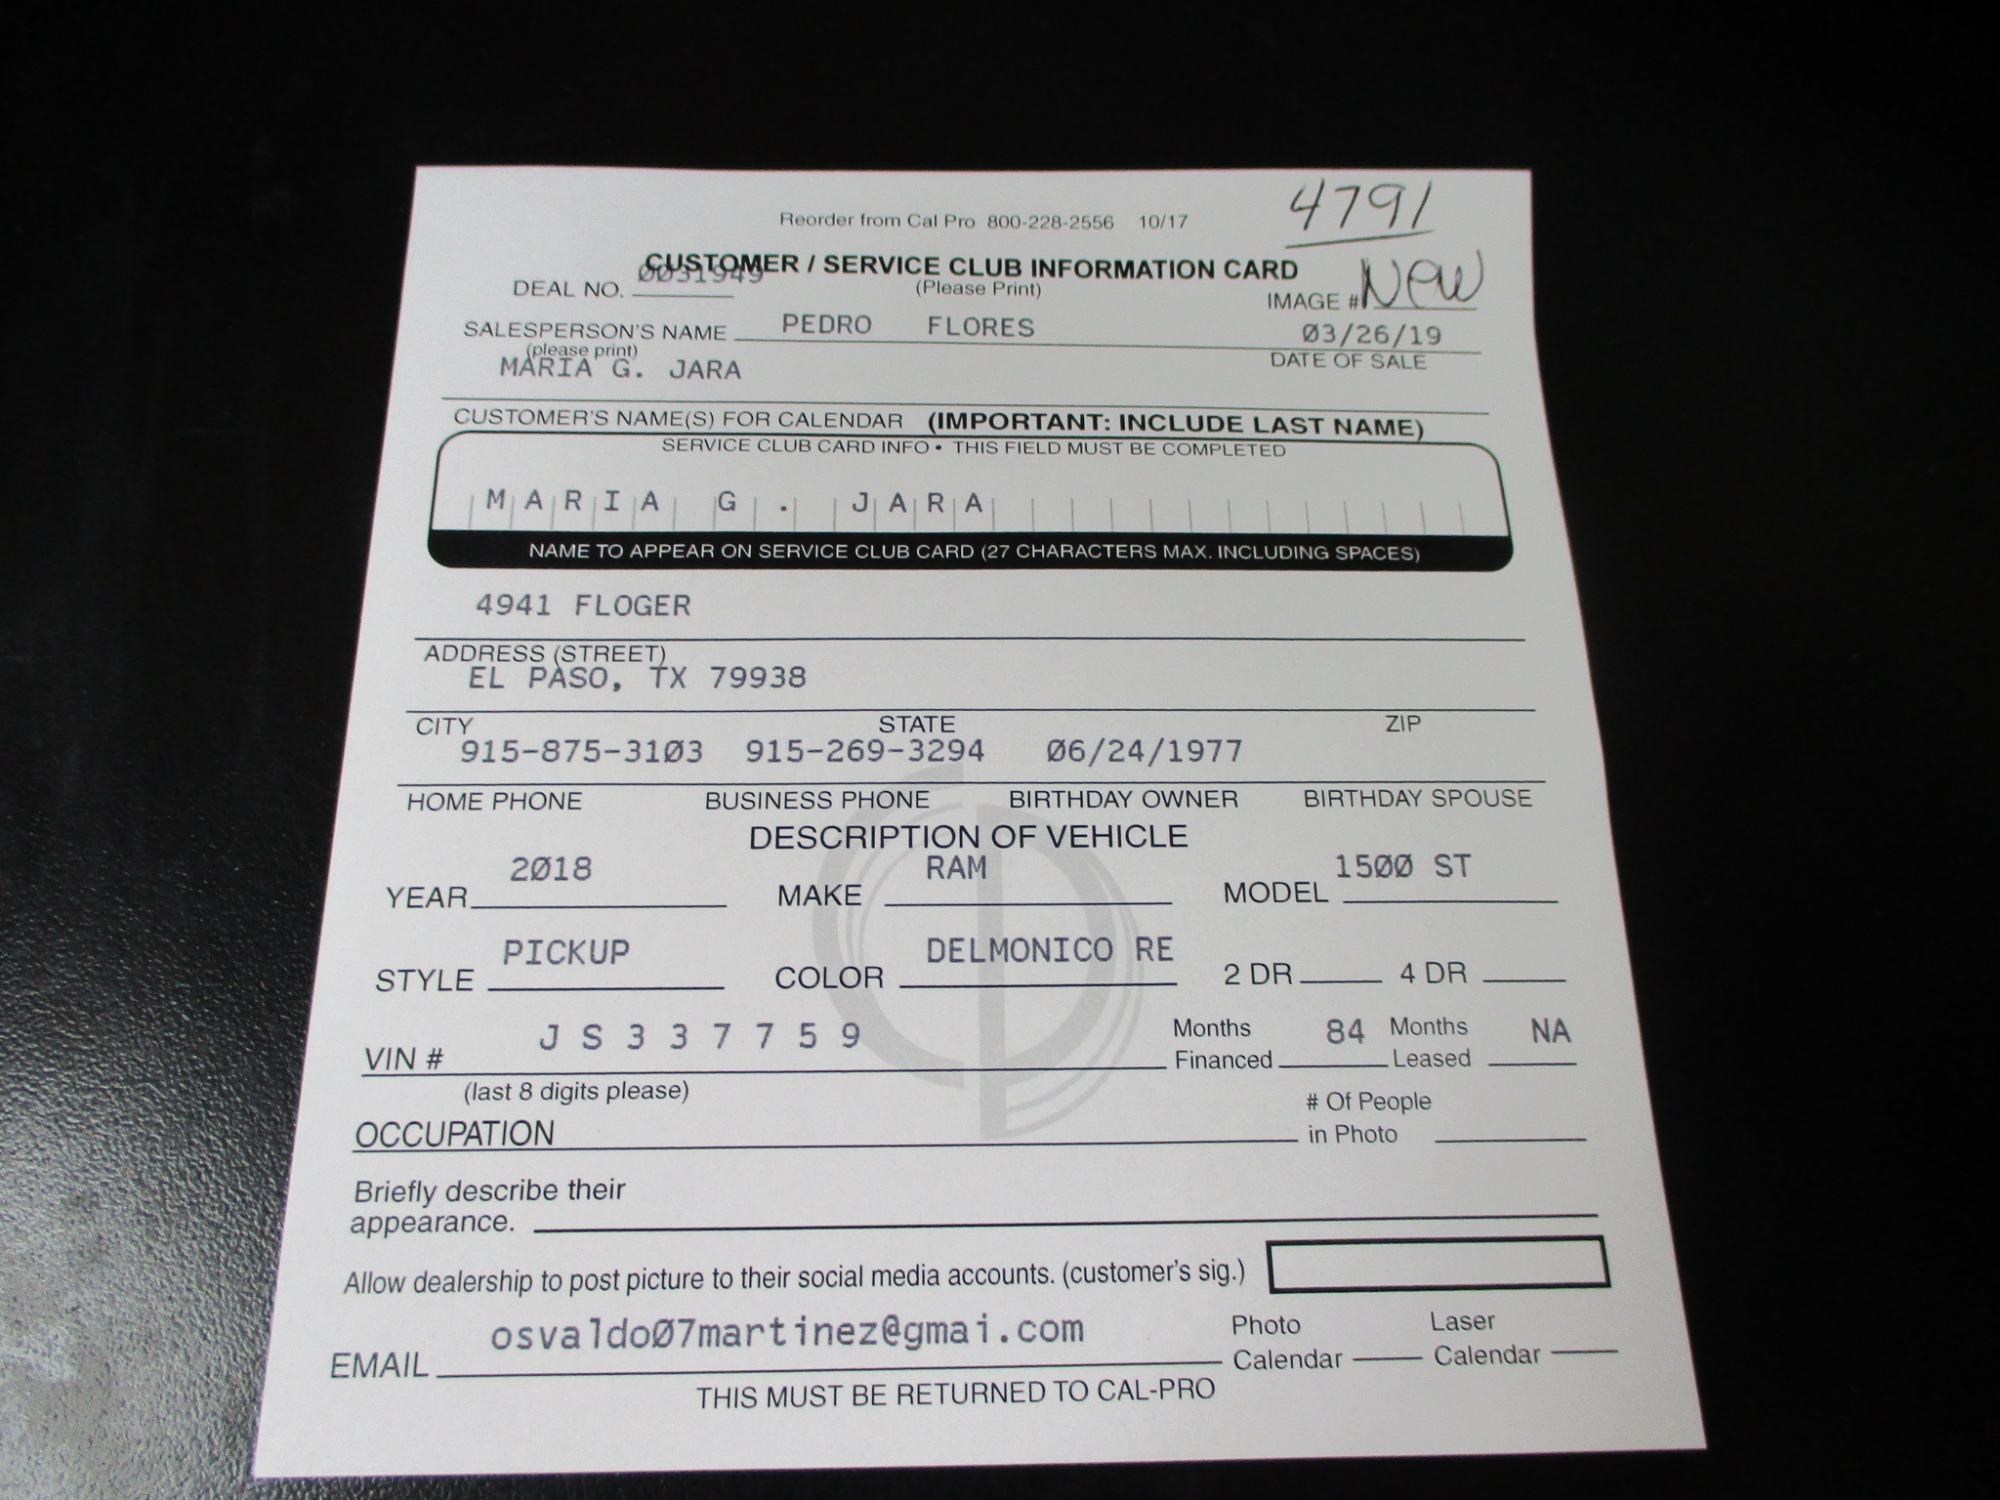 4791
Reorder from Cal Pro 800-228-2556 10/17
CUSTOMER / SERVICE CLUB INFORMATION CARD
DEAL NO. 0031949 (Please Print) IMAGE # New
SALESPERSON'S NAME PEDRO FLORES 03/26/19
(please print) DATE OF SALE
MARIA G. JARA
CUSTOMER'S NAME(S) FOR CALENDAR (IMPORTANT: INCLUDE LAST NAME)
SERVICE CLUB CARD INFO • THIS FIELD MUST BE COMPLETED
MARIA G. JARA
NAME TO APPEAR ON SERVICE CLUB CARD (27 CHARACTERS MAX. INCLUDING SPACES)
4941 FLOGER
ADDRESS (STREET)
EL PASO, TX 79938
CITY STATE ZIP
915-875-3103 915-269-3294 06/24/1977
HOME PHONE BUSINESS PHONE BIRTHDAY OWNER BIRTHDAY SPOUSE
DESCRIPTION OF VEHICLE
YEAR 2018 MAKE RAM MODEL 1500 ST
STYLE PICKUP COLOR DELMONICO RE 2 DR 4 DR
VIN # JS337759 Months Financed 84 Months Leased NA
(last 8 digits please)
OCCUPATION # Of People in Photo
Briefly describe their
appearance.
Allow dealership to post picture to their social media accounts. (customer's sig.)
EMAIL osvaldo07martinez@gmai.com Photo Calendar Laser Calendar
THIS MUST BE RETURNED TO CAL-PRO